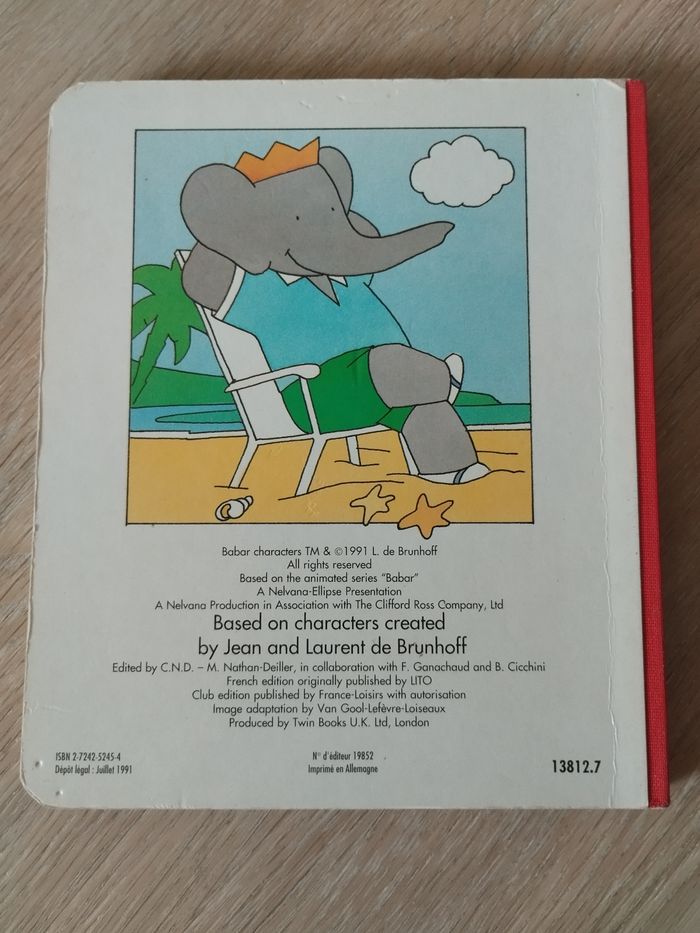 Babar characters TM & ©1991 L. de Brunhoff
All rights reserved
Based on the animated series "Babar"
A Nelvana-Ellipse Presentation
A Nelvana Production in Association with The Clifford Ross Company, Ltd
Based on characters created
by Jean and Laurent de Brunhoff
Edited by C.N.D. – M. Nathan-Deiller, in collaboration with F. Ganachaud and B. Cicchini
French edition originally published by LITO
Club edition published by France-Loisirs with autorisation
Image adaptation by Van Gool-Lefèvre-Loiseaux
Produced by Twin Books U.K. Ltd, London
ISBN 2-7242-5245-4
Dépôt légal : Juillet 1991
N° d'éditeur 19852
Imprimé en Allemagne
13812.7